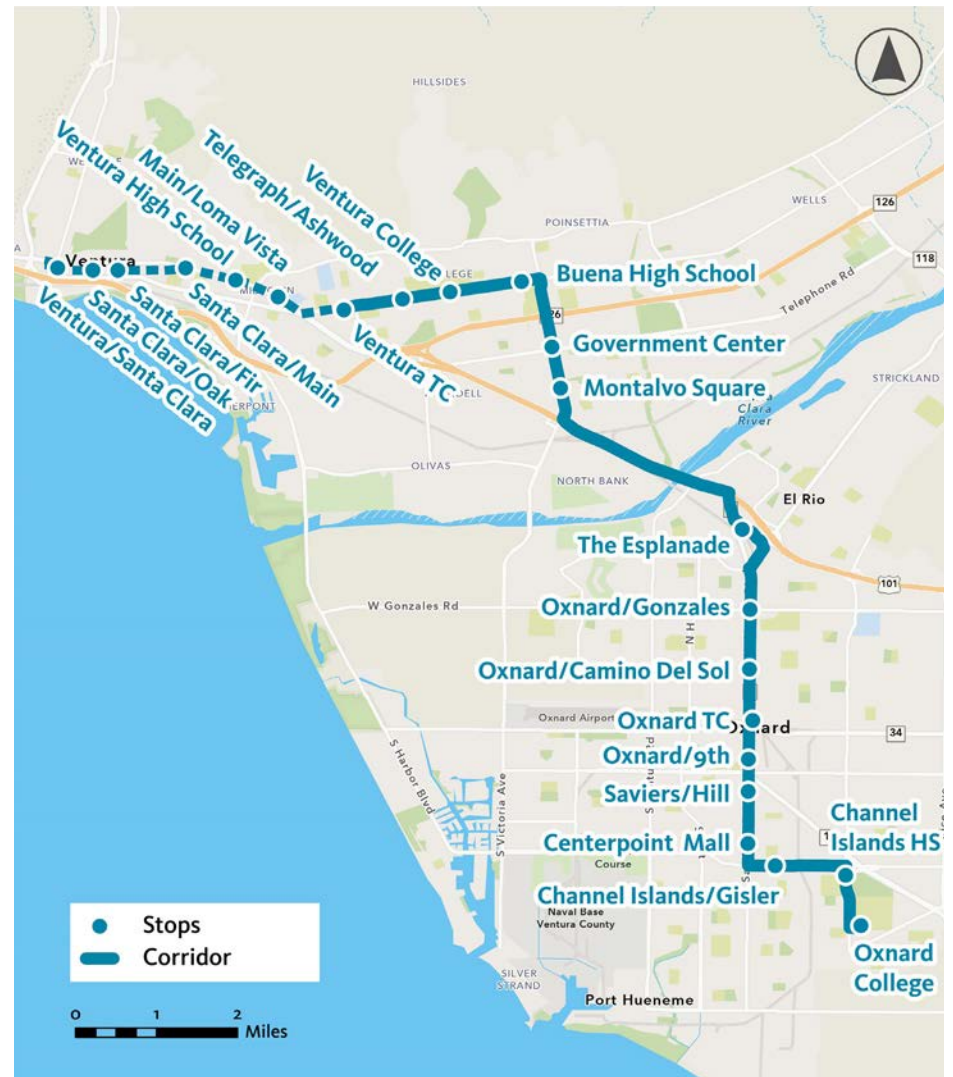 HILLSIDES
Ventura High School
Main/Loma Vista
Telegraph/Ashwood
Ventura College
WELLS
126
POINSETTIA
118
Ventura
Buena High School
Telephone Rd
Government Center
Ventura/Santa Clara
Santa Clara/Oak
Santa Clara/Fir
Santa Clara/Main
Ventura TC
STRICKLAND
Montalvo Square
Clara
River
OLIVAS
NORTH BANK
El Rio
The Esplanade
101
W Gonzales Rd
Oxnard/Gonzales
Oxnard/Camino Del Sol
Oxnard Airport
Oxnard TC
Oxnard
34
Oxnard/9th
S Harbor Blvd
S Victoria Ave
Saviers/Hill
Channel
Islands HS
Centerpoint Mall
Course
Channel Islands/Gisler
Naval Base
Ventura County
Stops
Corridor
Oxnard
College
SILVER
STRAND
Port Hueneme
0 1 2
Miles